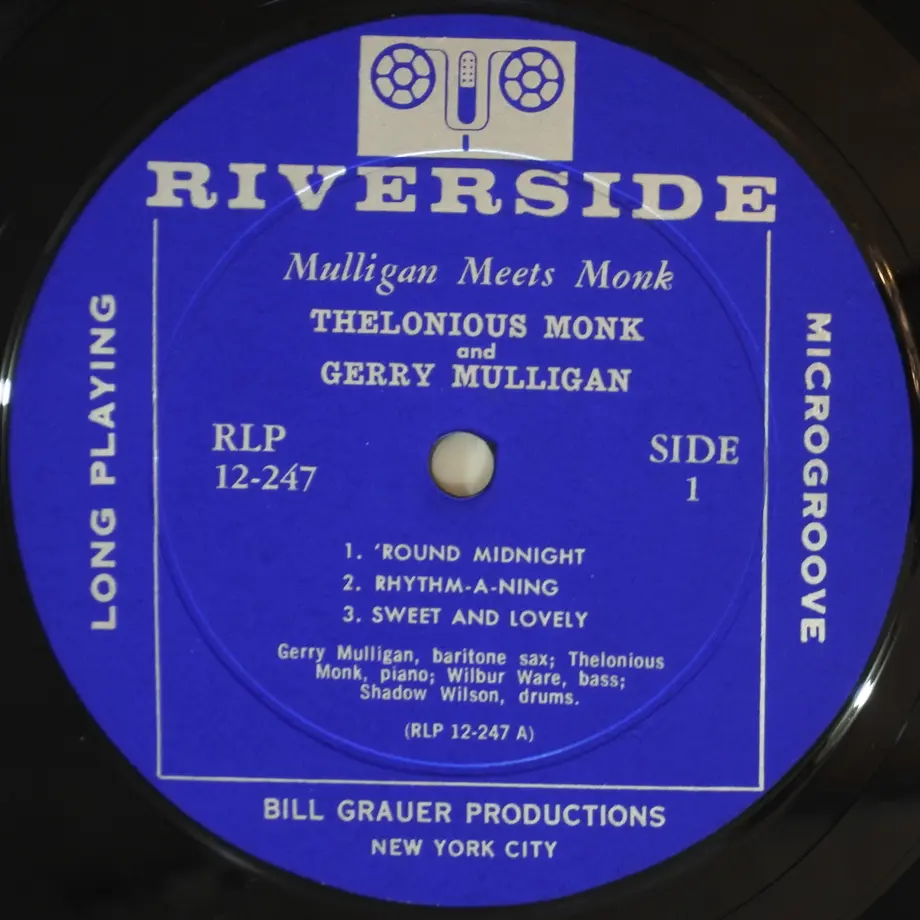 RIVERSIDE
Mulligan Meets Monk
THELONIOUS MONK
and
GERRY MULLIGAN
LONG PLAYING
MICROGROOVE
RLP
12-247
SIDE
1
1. 'ROUND MIDNIGHT
2. RHYTHM-A-NING
3. SWEET AND LOVELY
Gerry Mulligan, baritone sax; Thelonious
Monk, piano; Wilbur Ware, bass;
Shadow Wilson, drums.
(RLP 12-247 A)
BILL GRAUER PRODUCTIONS
NEW YORK CITY